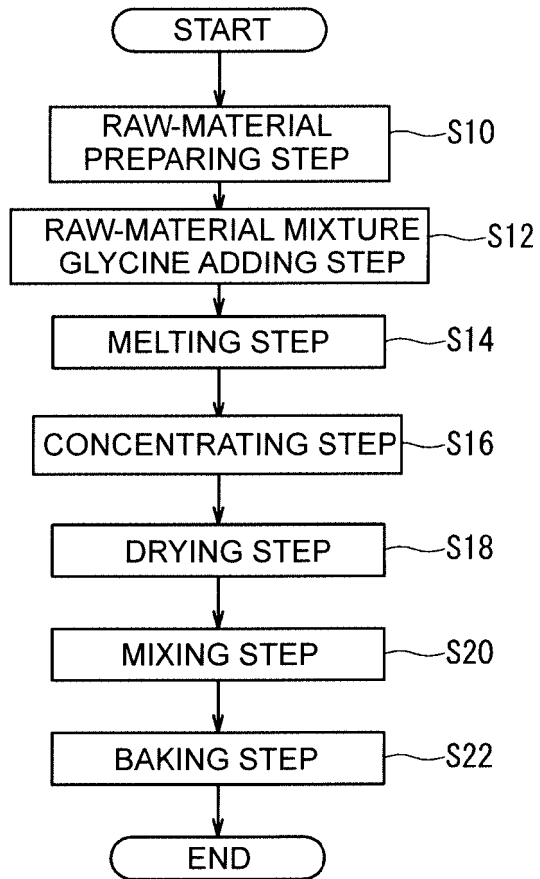 START
RAW-MATERIAL
PREPARING STEP
S10
RAW-MATERIAL MIXTURE
GLYCINE ADDING STEP
S12
MELTING STEP
S14
CONCENTRATING STEP
S16
DRYING STEP
S18
MIXING STEP
S20
BAKING STEP
S22
END